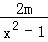 2m
x² − 1